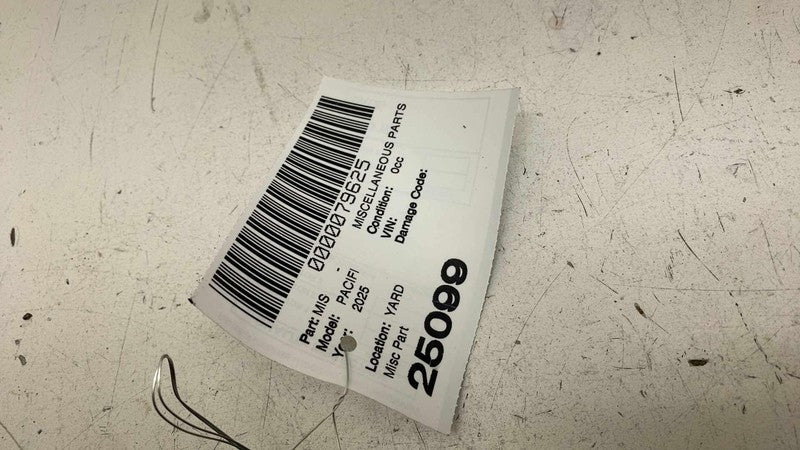 0000079625
Part: MIS - MISCELLANEOUS PARTS
Model: PACIFI Condition: 0cc
Year: 2025 VIN:
Damage Code:
Location: YARD
Misc Part
25099